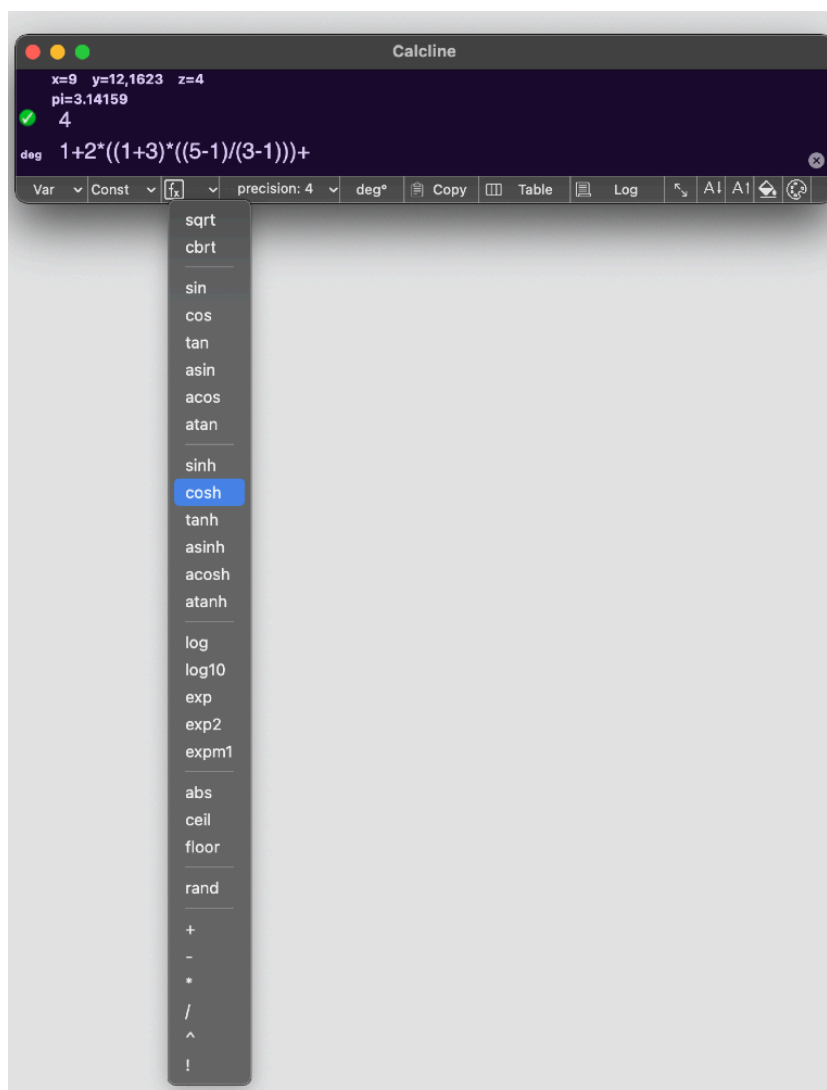 Calcline
x=9 y=12,1623 z=4
pi=3.14159
4
deg 1+2*((1+3)*((5-1)/(3-1)))+
Var Const fx precision: 4 deg° Copy Table Log A↓ A↑
sqrt
cbrt
sin
cos
tan
asin
acos
atan
sinh
cosh
tanh
asinh
acosh
atanh
log
log10
exp
exp2
expm1
abs
ceil
floor
rand
+
-
*
/
^
!